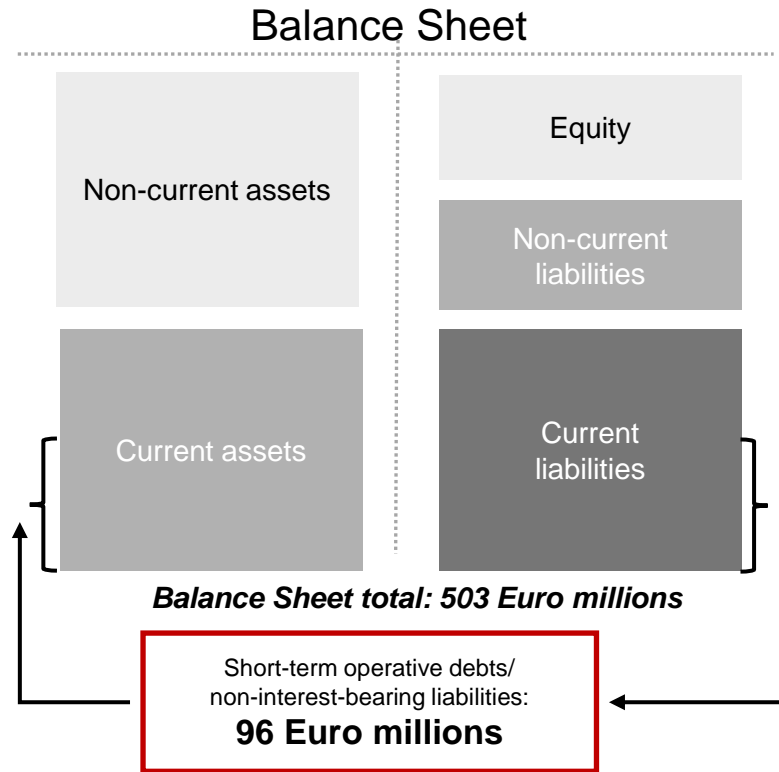 Balance Sheet
Non-current assets
Equity
Non-current
liabilities
Current assets
Current
liabilities
Balance Sheet total: 503 Euro millions
Short-term operative debts/
non-interest-bearing liabilities:
96 Euro millions